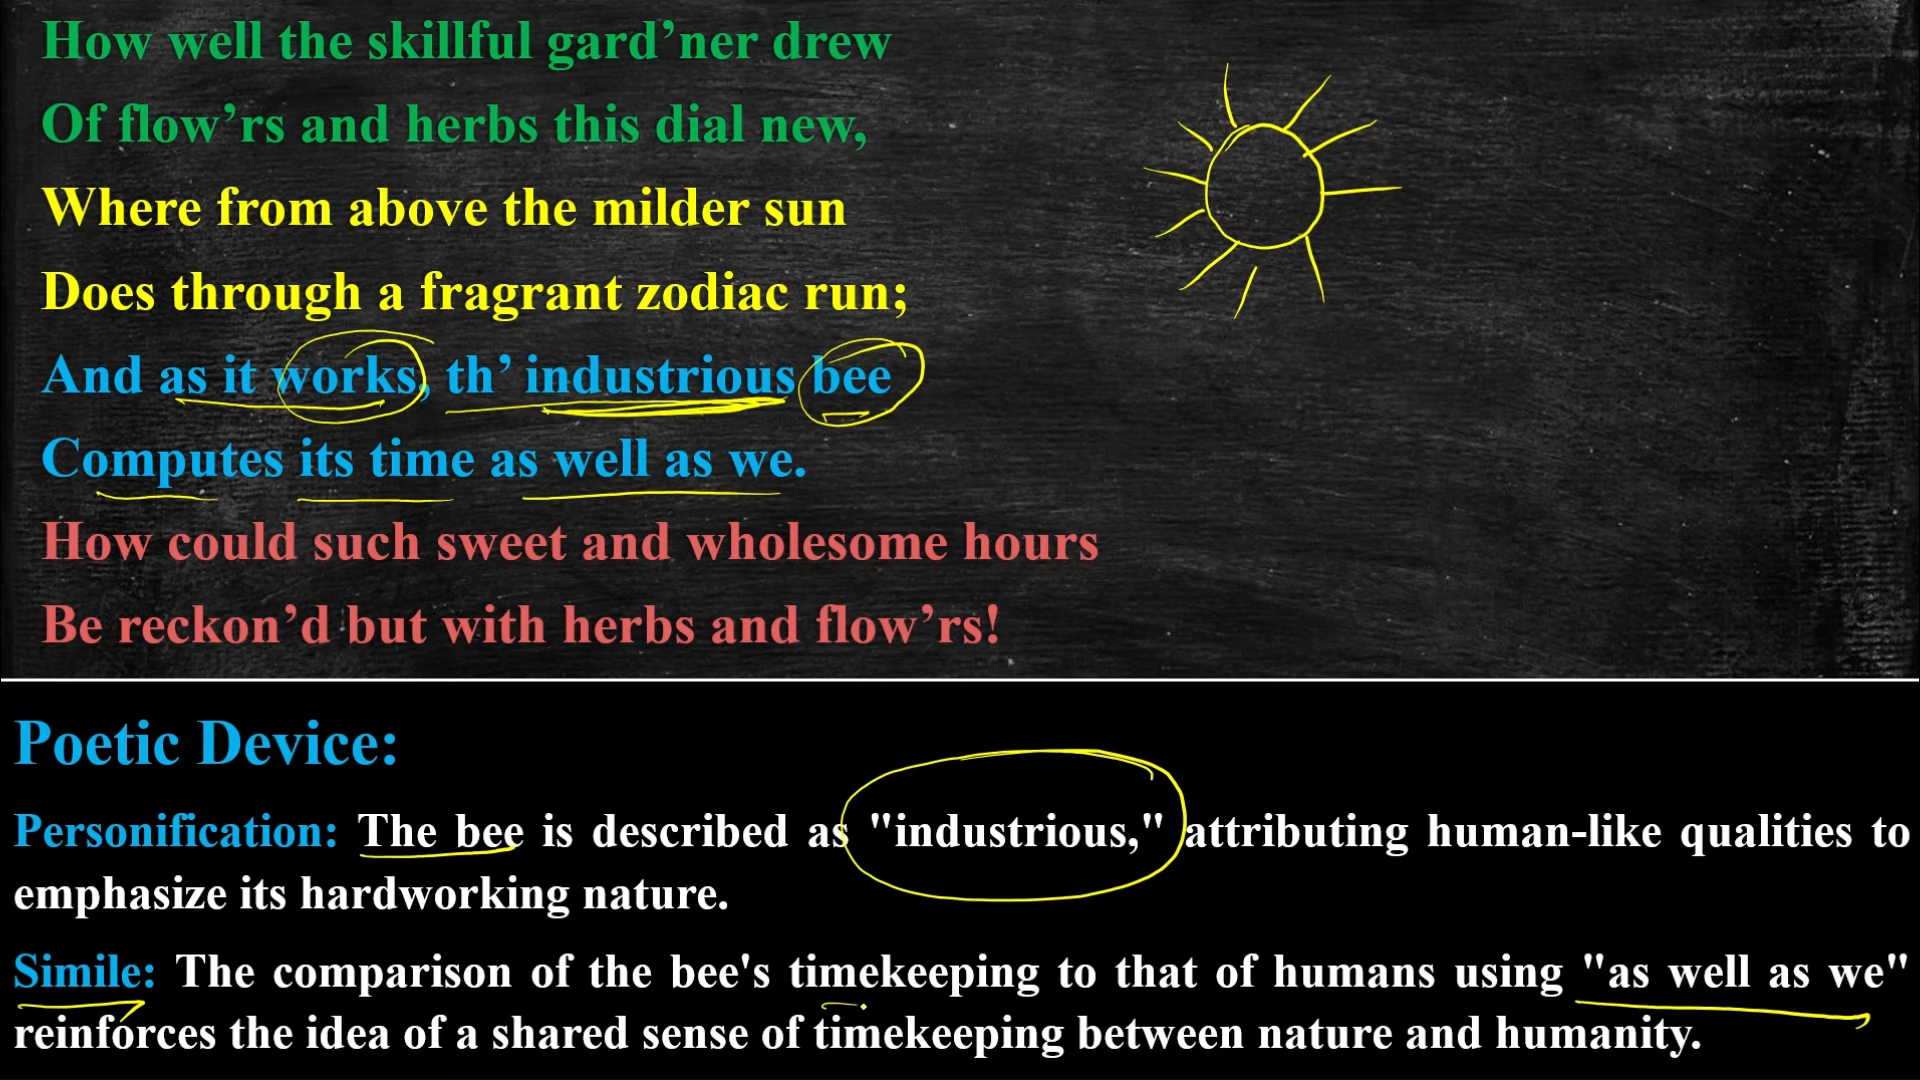 How well the skillful gard’ner drew
Of flow’rs and herbs this dial new,
Where from above the milder sun
Does through a fragrant zodiac run;
And as it works, th’ industrious bee
Computes its time as well as we.
How could such sweet and wholesome hours
Be reckon’d but with herbs and flow’rs!
Poetic Device:
Personification: The bee is described as "industrious," attributing human-like qualities to
emphasize its hardworking nature.
Simile: The comparison of the bee's timekeeping to that of humans using "as well as we"
reinforces the idea of a shared sense of timekeeping between nature and humanity.